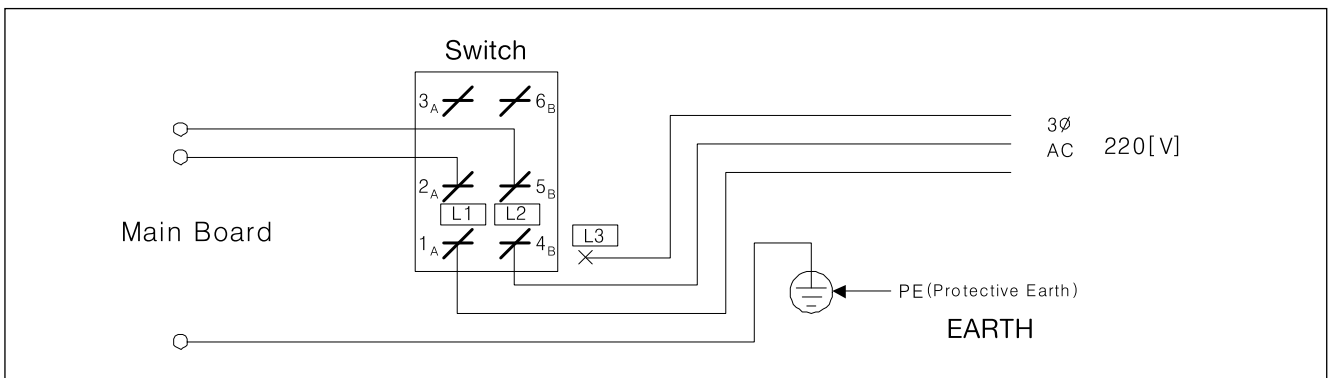 Switch
3A 6B
2A 5B
L1 L2
1A 4B
L3
Main Board
3Ø
AC 220[V]
PE(Protective Earth)
EARTH